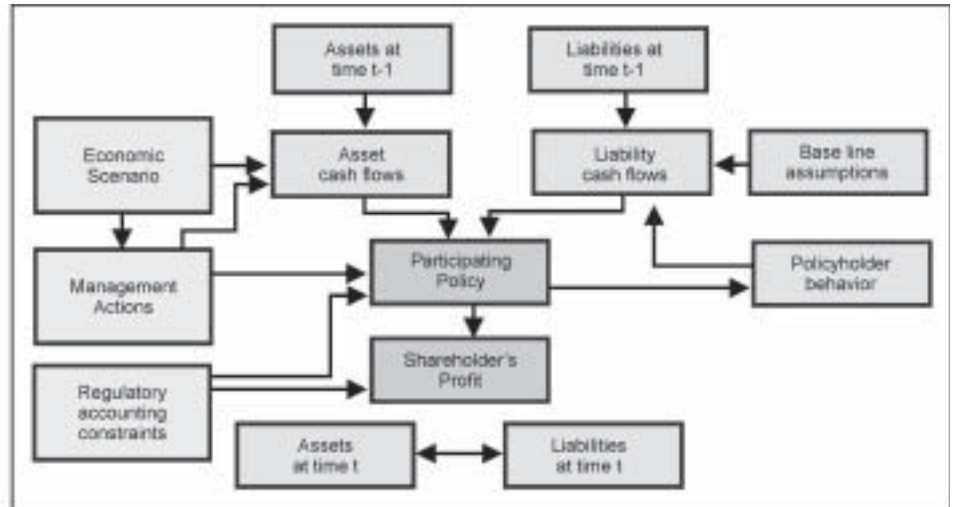 Assets at
time t-1
Liabilities at
time t-1
Economic
Scenario
Asset
cash flows
Liability
cash flows
Base line
assumptions
Management
Actions
Participating
Policy
Policyholder
behavior
Shareholder's
Profit
Regulatory
accounting
constraints
Assets
at time t
Liabilities
at time t